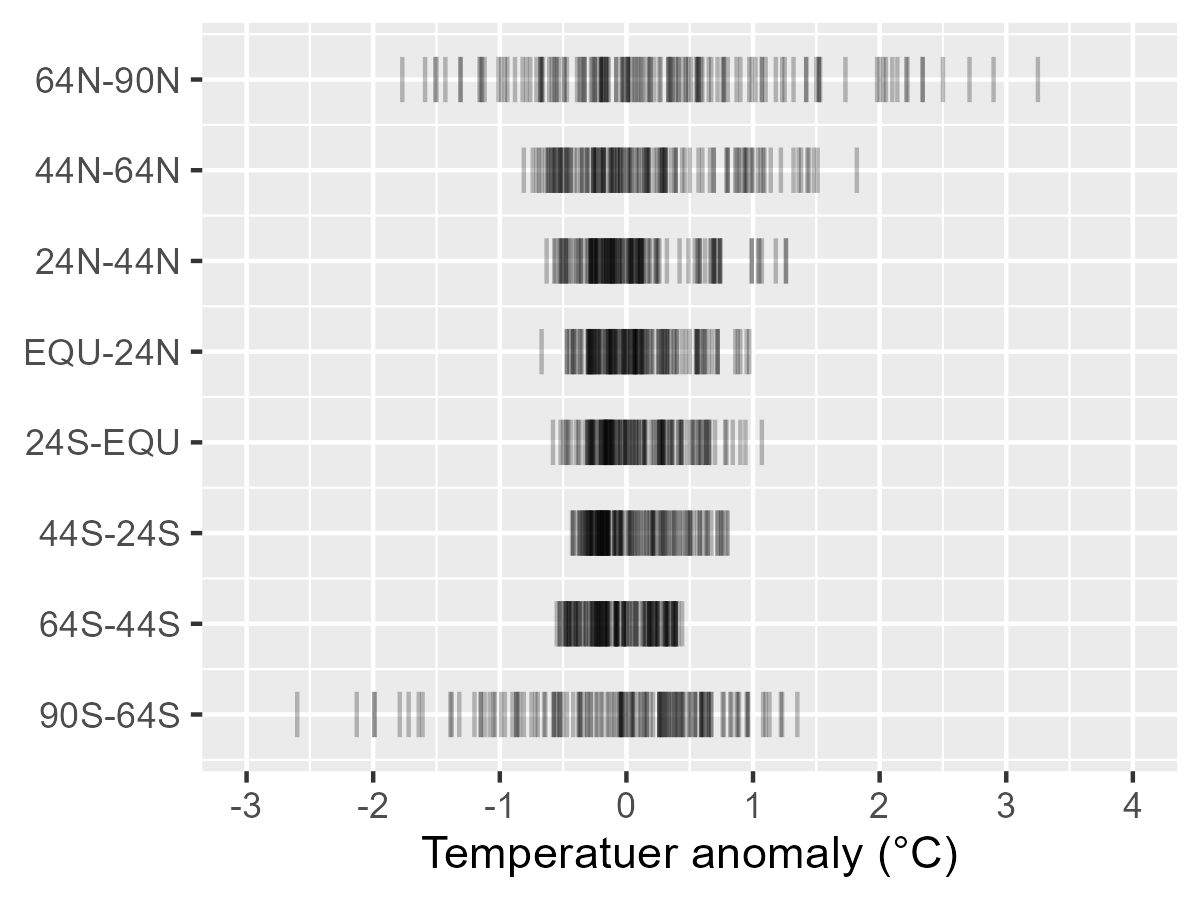 64N-90N
44N-64N
24N-44N
EQU-24N
24S-EQU
44S-24S
64S-44S
90S-64S
-3 -2 -1 0 1 2 3 4
Temperatuer anomaly (°C)